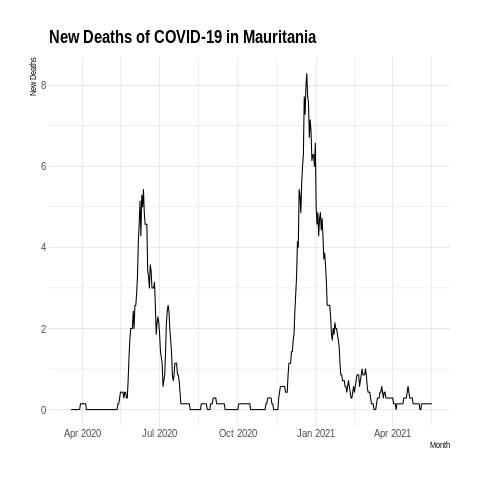 New Deaths of COVID-19 in Mauritania
New Deaths
8
6
4
2
0
Apr 2020 Jul 2020 Oct 2020 Jan 2021 Apr 2021
Month